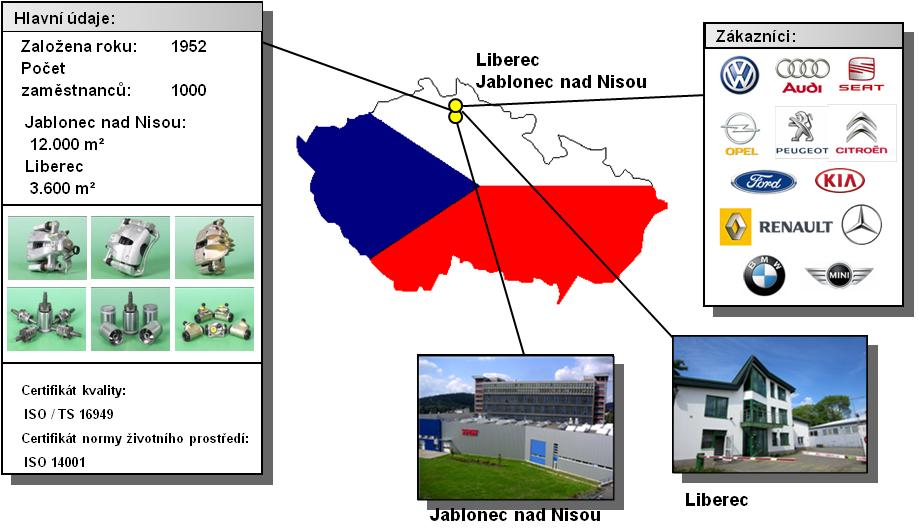 Hlavní údaje:
Založena roku: 1952
Počet
zaměstnanců: 1000
Jablonec nad Nisou:
12.000 m²
Liberec
3.600 m²
Certifikát kvality:
ISO / TS 16949
Certifikát normy životního prostředí:
ISO 14001
Liberec
Jablonec nad Nisou
Zákazníci:
Audi
SEAT
OPEL
PEUGEOT
CITROËN
Ford
KIA
RENAULT
BMW
MINI
Jablonec nad Nisou
Liberec